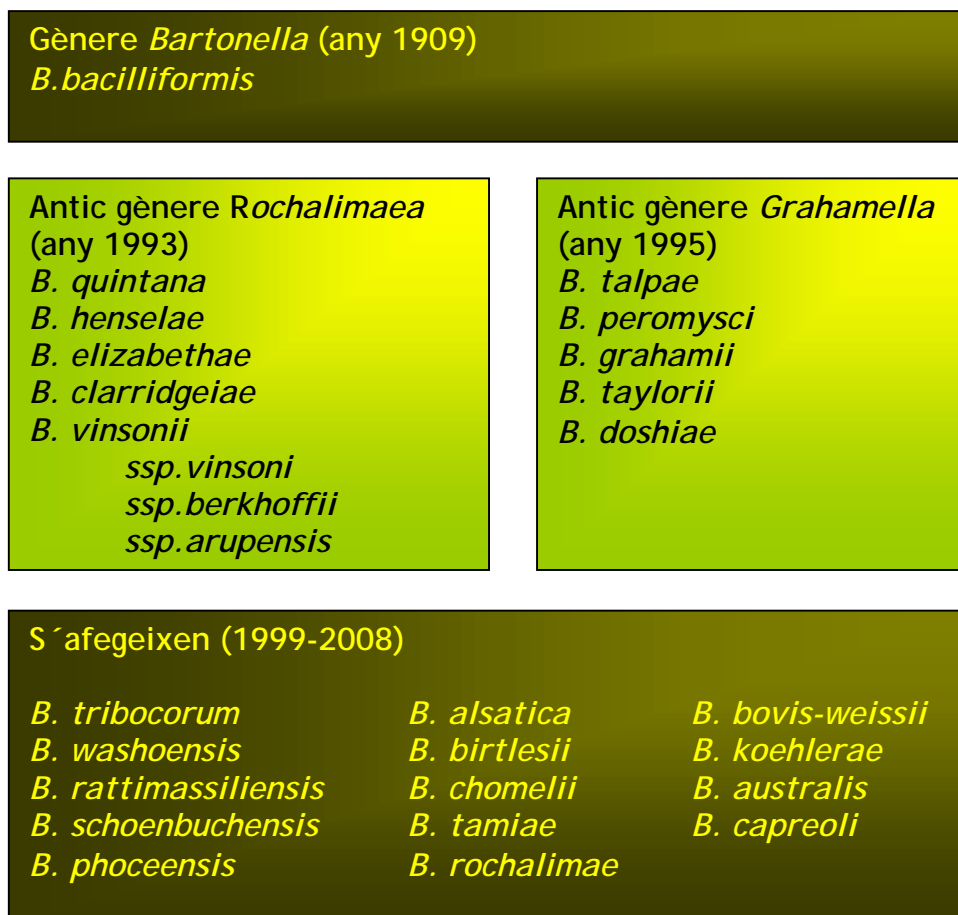 Gènere Bartonella (any 1909)
B.bacilliformis
Antic gènere Rochalimaea
(any 1993)
B. quintana
B. henselae
B. elizabethae
B. clarridgeiae
B. vinsonii
ssp.vinsoni
ssp.berkhoffii
ssp.arupensis
Antic gènere Grahamella
(any 1995)
B. talpae
B. peromysci
B. grahamii
B. taylorii
B. doshiae
S´afegeixen (1999-2008)
B. tribocorum B. alsatica B. bovis-weissii
B. washoensis B. birtlesii B. koehlerae
B. rattimassiliensis B. chomelii B. australis
B. schoenbuchensis B. tamiae B. capreoli
B. phoceensis B. rochalimae